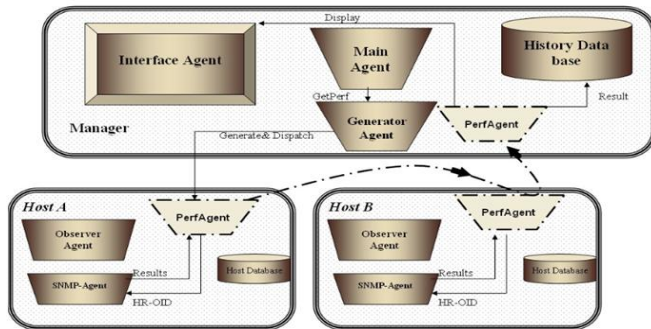 Display
Interface Agent
Main
Agent
History Data
base
GetPerf
Result
Generator
Agent
PerfAgent
Manager
Generate& Dispatch
Host A
PerfAgent
Observer
Agent
Results
Host Database
SNMP-Agent
HR-OID
Host B
PerfAgent
Observer
Agent
Results
Host Database
SNMP-Agent
HR-OID